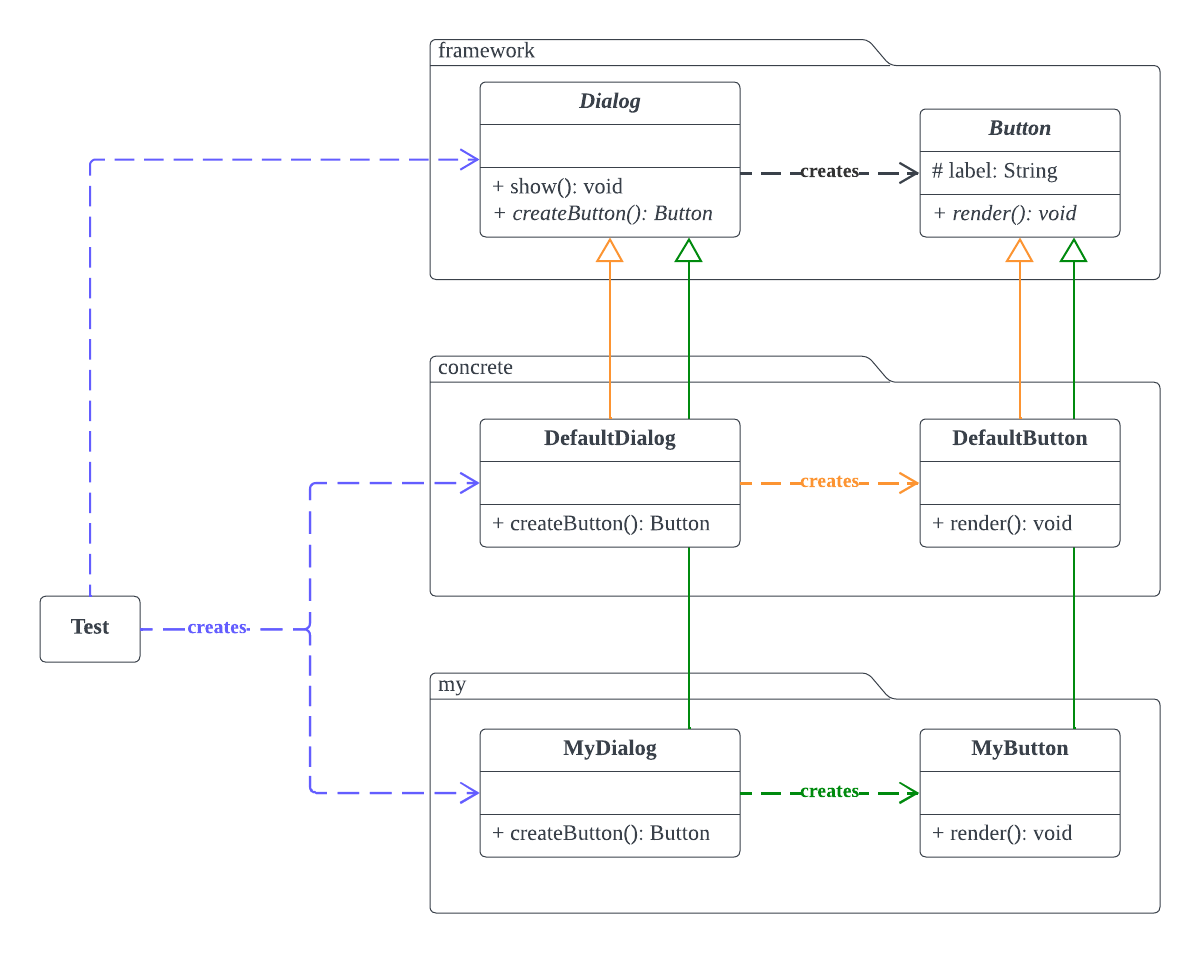 framework
Dialog
+ show(): void
+ createButton(): Button
creates
Button
# label: String
+ render(): void
concrete
DefaultDialog
+ createButton(): Button
creates
DefaultButton
+ render(): void
Test
creates
my
MyDialog
+ createButton(): Button
creates
MyButton
+ render(): void